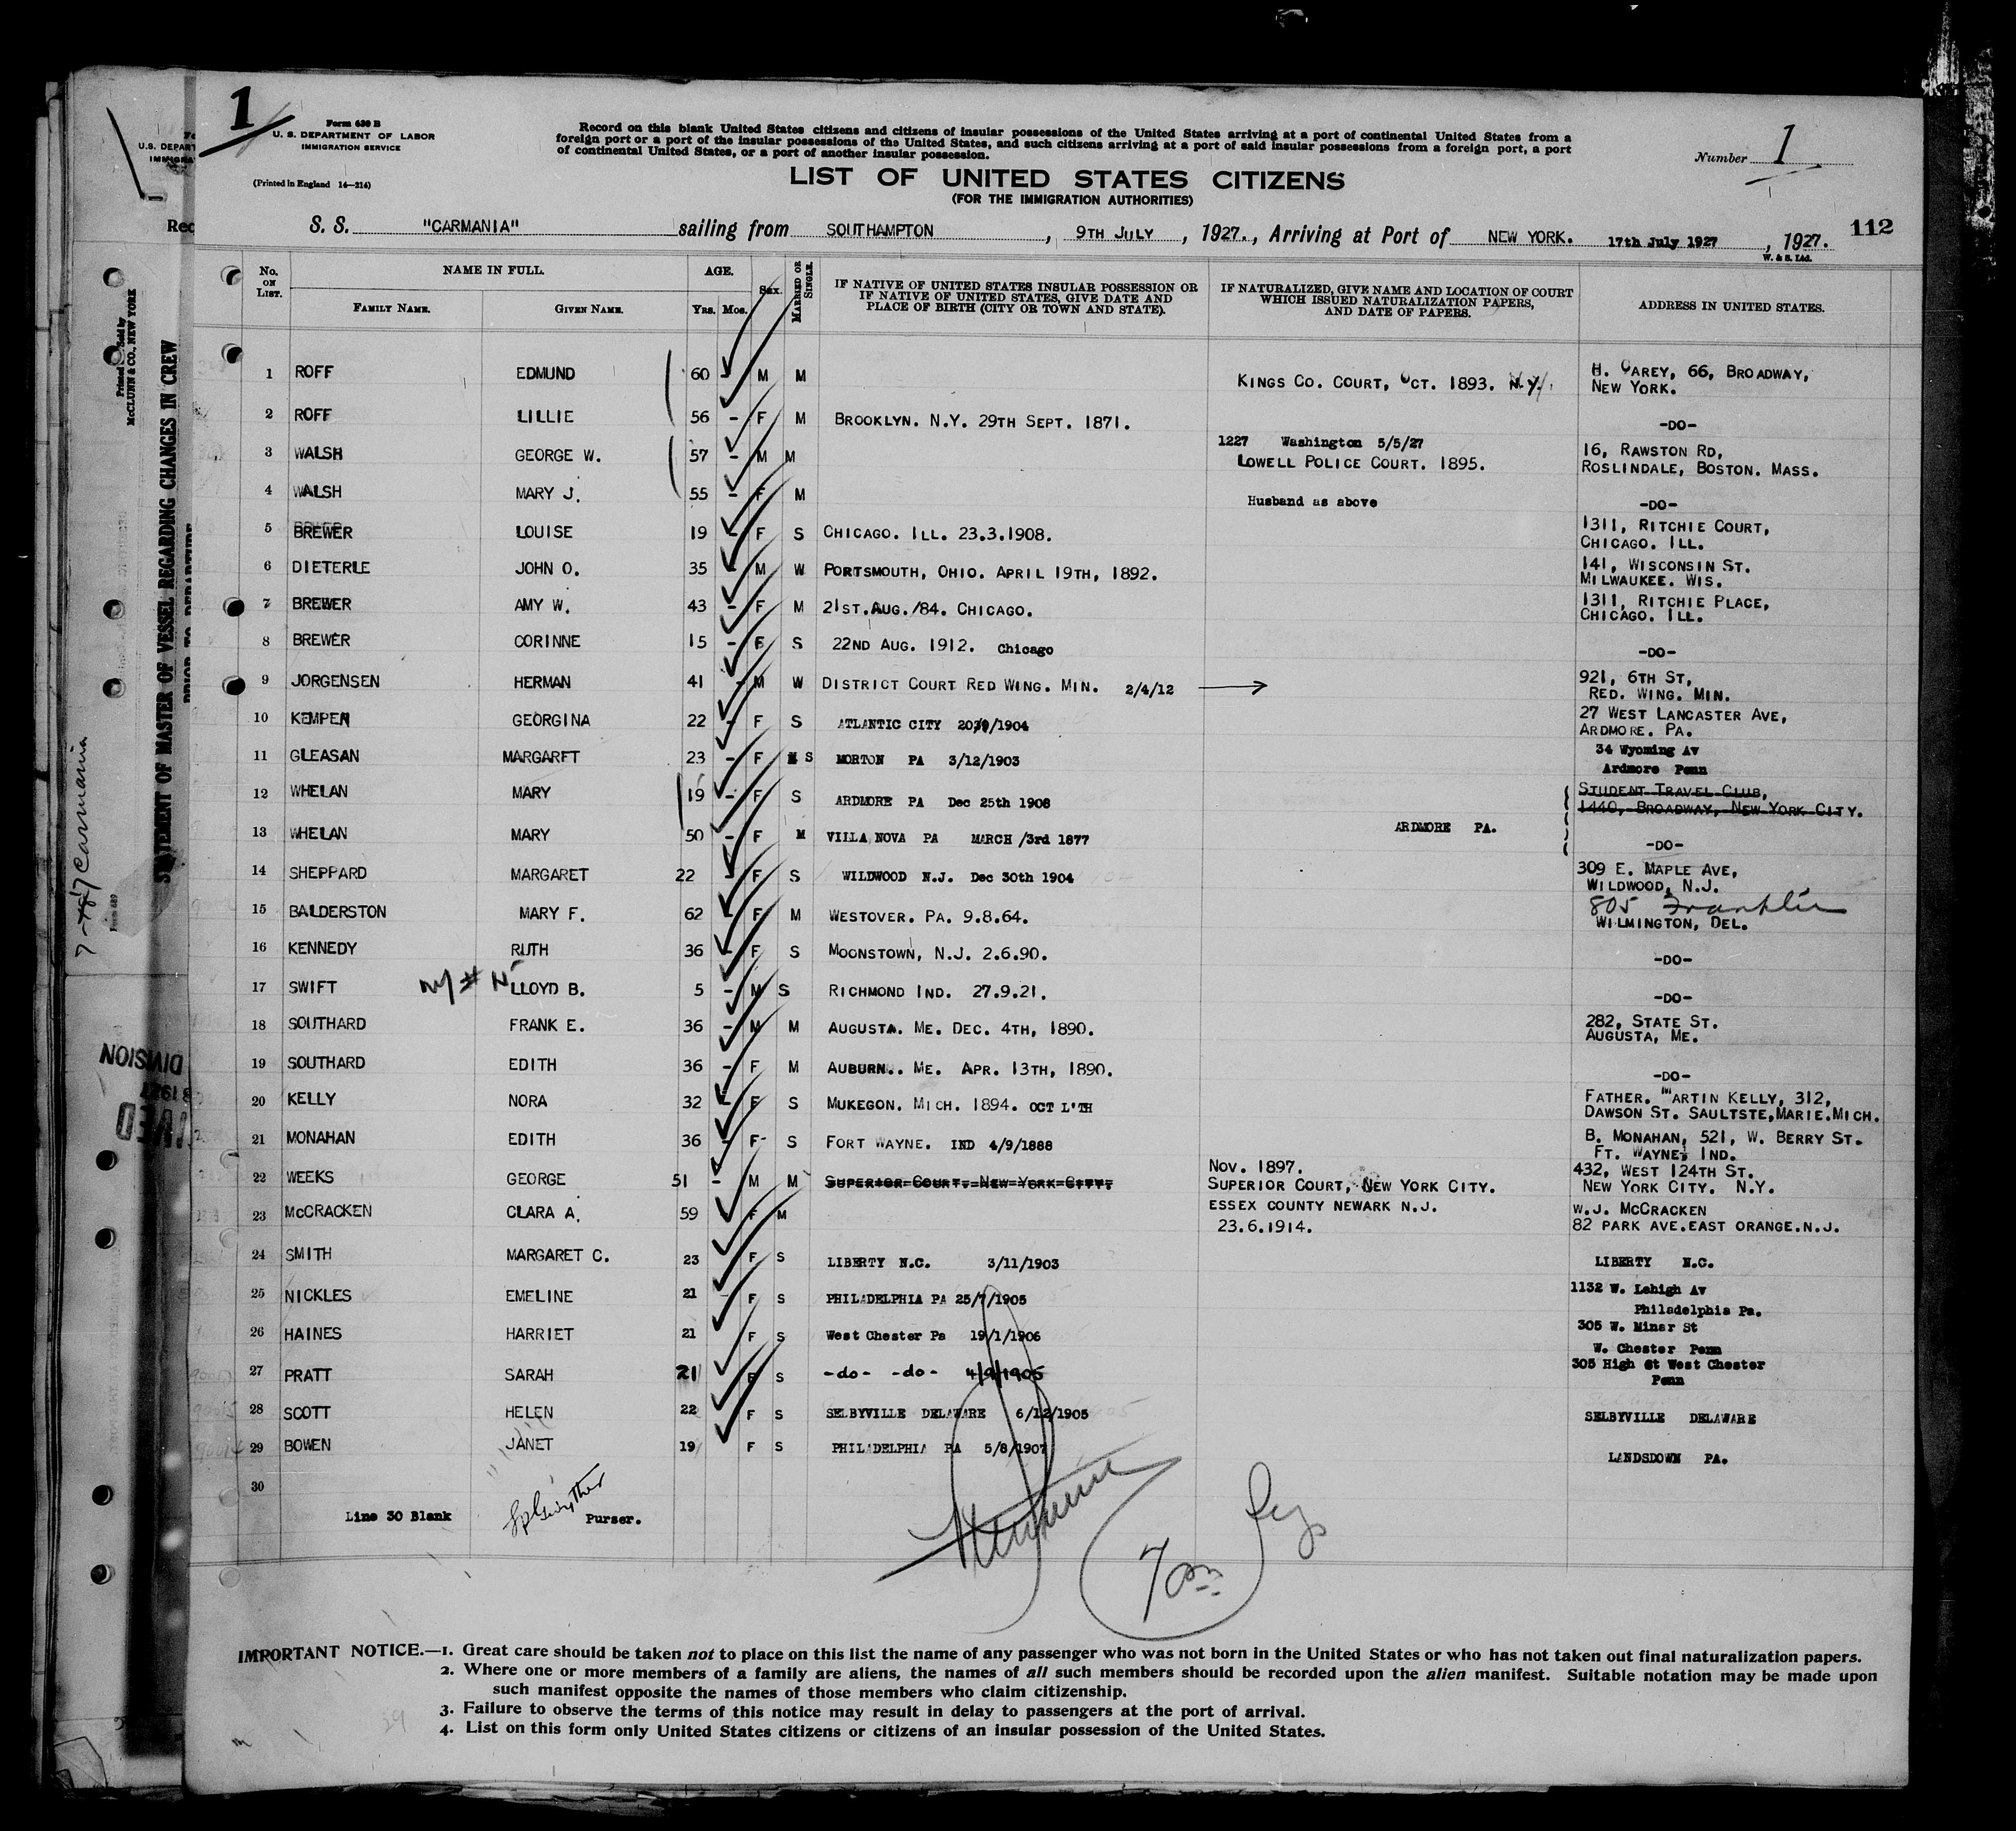 1
Form 630 B
U. S. DEPARTMENT OF LABOR
IMMIGRATION SERVICE
(Printed in England 14—214)
Record on this blank United States citizens and citizens of insular possessions of the United States arriving at a port of continental United States from a
foreign port or a port of the insular possessions of the United States, and such citizens arriving at a port of said insular possessions from a foreign port, a port
of continental United States, or a port of another insular possession.
Number 1
LIST OF UNITED STATES CITIZENS
(FOR THE IMMIGRATION AUTHORITIES)
S. S. "CARMANIA" sailing from SOUTHAMPTON, 9TH JULY, 1927., Arriving at Port of NEW YORK. 17th July 1927, 1927. 112
W. & S. Ltd.
No. ON LIST. NAME IN FULL. FAMILY NAME. GIVEN NAME. AGE. Yrs. Mos. Sex. MARRIED OR SINGLE. IF NATIVE OF UNITED STATES INSULAR POSSESSION OR IF NATIVE OF UNITED STATES, GIVE DATE AND PLACE OF BIRTH (CITY OR TOWN AND STATE). IF NATURALIZED, GIVE NAME AND LOCATION OF COURT WHICH ISSUED NATURALIZATION PAPERS, AND DATE OF PAPERS. ADDRESS IN UNITED STATES.
1 ROFF EDMUND 60 M M KINGS CO. COURT, OCT. 1893. N.Y. H. CAREY, 66, BROADWAY, NEW YORK.
2 ROFF LILLIE 56 – F M BROOKLYN. N.Y. 29TH SEPT. 1871. –DO–
3 WALSH GEORGE W. 57 – M M 1227 Washington 5/5/27 LOWELL POLICE COURT. 1895. 16, RAWSTON RD, ROSLINDALE, BOSTON. MASS.
4 WALSH MARY J. 55 – F M Husband as above –DO–
5 BREWER LOUISE 19 – F S CHICAGO. ILL. 23.3.1908. 1311, RITCHIE COURT, CHICAGO. ILL.
6 DIETERLE JOHN O. 35 – M W PORTSMOUTH, OHIO. APRIL 19TH, 1892. 141, WISCONSIN ST. MILWAUKEE. WIS.
7 BREWER AMY W. 43 – F M 21ST.AUG./84. CHICAGO. 1311, RITCHIE PLACE, CHICAGO. ILL.
8 BREWER CORINNE 15 – F S 22ND AUG. 1912. Chicago –DO–
9 JORGENSEN HERMAN 41 – M W DISTRICT COURT RED WING. MIN. 2/4/12 → 921, 6TH ST, RED. WING. MIN.
10 KEMPEN GEORGINA 22 – F S ATLANTIC CITY 20/9/1904 27 WEST LANCASTER AVE, ARDMORE. PA.
11 GLEASAN MARGARET 23 – F S MORTON PA 3/12/1903 34 Wyoming Av Ardmore Penn
12 WHELAN MARY 19 – F S ARDMORE PA Dec 25th 1908 STUDENT TRAVEL CLUB, 1440, BROADWAY, NEW YORK CITY.
13 WHELAN MARY 50 – F M VILLA NOVA PA MARCH /3rd 1877 ARDMORE PA. –DO–
14 SHEPPARD MARGARET 22 – F S WILDWOOD N.J. Dec 30th 1904 309 E. MAPLE AVE, WILDWOOD, N.J.
15 BALDERSTON MARY F. 62 – F M WESTOVER. PA. 9.8.64. 805 Franklin WILMINGTON, DEL.
16 KENNEDY RUTH 36 – F S MOONSTOWN, N.J. 2.6.90. –DO–
17 SWIFT LLOYD B. 5 – M S RICHMOND IND. 27.9.21. –DO–
18 SOUTHARD FRANK E. 36 – M M AUGUSTA. ME. DEC. 4TH, 1890. 282, STATE ST. AUGUSTA, ME.
19 SOUTHARD EDITH 36 – F M AUBURN.. ME. APR. 13TH, 1890. –DO–
20 KELLY NORA 32 – F S MUKEGON. MICH. 1894. OCT L'TH FATHER. MARTIN KELLY, 312, DAWSON ST. SAULTSTE,MARIE.MICH.
21 MONAHAN EDITH 36 – F S FORT WAYNE. IND 4/9/1888 B. MONAHAN, 521, W. BERRY ST. FT. WAYNE, IND.
22 WEEKS GEORGE 51 – M M SUPERIOR COURT. NEW YORK CITY. Nov. 1897. SUPERIOR COURT, NEW YORK CITY. 432, WEST 124TH ST. NEW YORK CITY. N.Y.
23 McCRACKEN CLARA A. 59 F M ESSEX COUNTY NEWARK N.J. 23.6.1914. W.J. McCRACKEN 82 PARK AVE.EAST ORANGE.N.J.
24 SMITH MARGARET C. 23 F S LIBERTY N.C. 3/11/1903 LIBERTY N.C.
25 NICKLES EMELINE 21 F S PHILADELPHIA PA 25/7/1905 1132 W. Lehigh Av Philadelphia Pa.
26 HAINES HARRIET 21 F S West Chester Pa 19/1/1906 305 W. Minar St W. Chester Penn
27 PRATT SARAH 21 F S –do– –do– 4/9/1905 305 High St West Chester Penn
28 SCOTT HELEN 22 F S SELBYVILLE DELAWARE 6/12/1905 SELBYVILLE DELAWARE
29 BOWEN JANET 19 F S PHILADELPHIA PA 5/8/1907 LANDSDOWN PA.
30
Line 30 Blank Purser.
IMPORTANT NOTICE.—1. Great care should be taken not to place on this list the name of any passenger who was not born in the United States or who has not taken out final naturalization papers.
2. Where one or more members of a family are aliens, the names of all such members should be recorded upon the alien manifest. Suitable notation may be made upon
such manifest opposite the names of those members who claim citizenship.
3. Failure to observe the terms of this notice may result in delay to passengers at the port of arrival.
4. List on this form only United States citizens or citizens of an insular possession of the United States.
U.S. DEPART
IMMIGRA
Rec
Sold by
McCLUNN & CO., NEW YORK
STATEMENT OF MASTER OF VESSEL REGARDING CHANGES IN CREW
PRIOR TO DEPARTURE
Carmania
Form 689
DIVISION